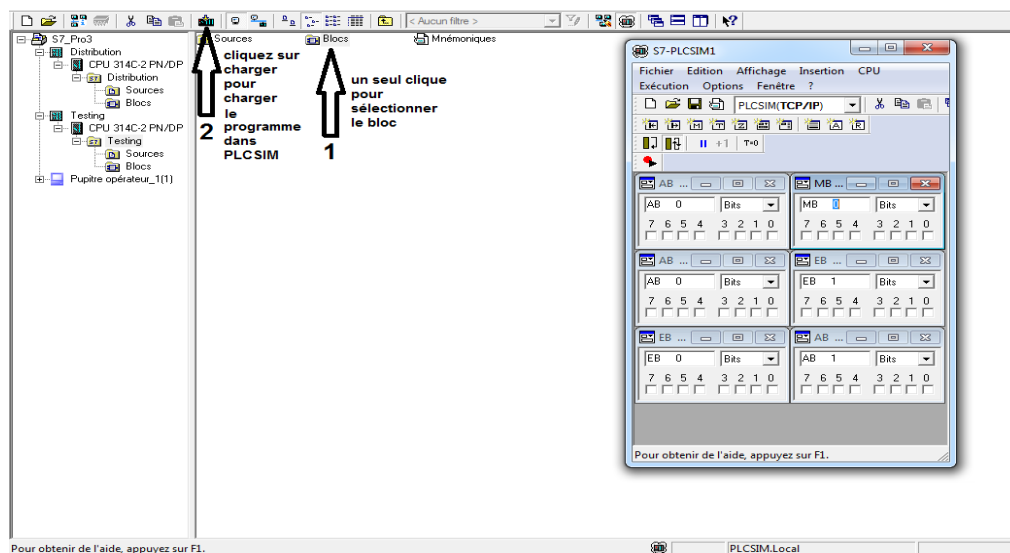 < Aucun filtre >
S7_Pro3
Distribution
CPU 314C-2 PN/DP
Distribution
Sources
Blocs
Testing
CPU 314C-2 PN/DP
Testing
Sources
Blocs
Pupitre opérateur_1(1)
Sources
Blocs
Mnémoniques
cliquez sur
charger
pour
charger
le
programme
dans
PLCSIM
2
un seul clique
pour
sélectionner
le bloc
1
S7-PLCSIM1
Fichier Edition Affichage Insertion CPU
Exécution Options Fenêtre ?
PLCSIM(TCP/IP)
+1 T=0
AB ...
MB ...
AB 0 Bits
MB 0 Bits
7 6 5 4 3 2 1 0
7 6 5 4 3 2 1 0
AB ...
EB ...
AB 0 Bits
EB 1 Bits
7 6 5 4 3 2 1 0
7 6 5 4 3 2 1 0
EB ...
AB ...
EB 0 Bits
AB 1 Bits
7 6 5 4 3 2 1 0
7 6 5 4 3 2 1 0
Pour obtenir de l'aide, appuyez sur F1.
Pour obtenir de l'aide, appuyez sur F1.
PLCSIM.Local